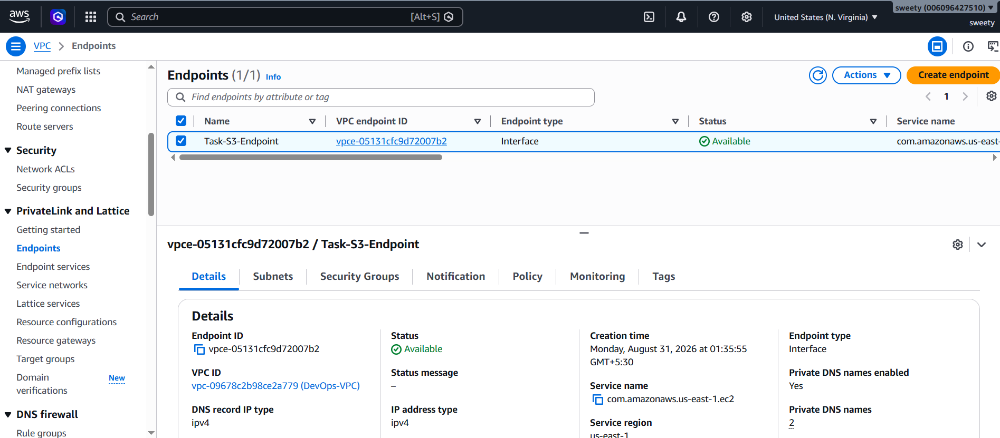 aws
Search
[Alt+S]
United States (N. Virginia)
sweety (006096427510)
sweety
VPC
Endpoints
Managed prefix lists
NAT gateways
Peering connections
Route servers
Security
Network ACLs
Security groups
PrivateLink and Lattice
Getting started
Endpoints
Endpoint services
Service networks
Lattice services
Resource configurations
Resource gateways
Target groups
Domain verifications
New
DNS firewall
Rule groups
Endpoints (1/1) Info
Actions
Create endpoint
Find endpoints by attribute or tag
1
Name
VPC endpoint ID
Endpoint type
Status
Service name
Task-S3-Endpoint
vpce-05131cfc9d72007b2
Interface
Available
com.amazonaws.us-east-
vpce-05131cfc9d72007b2 / Task-S3-Endpoint
Details
Subnets
Security Groups
Notification
Policy
Monitoring
Tags
Details
Endpoint ID
vpce-05131cfc9d72007b2
VPC ID
vpc-09678c2b98ce2a779 (DevOps-VPC)
DNS record IP type
ipv4
Status
Available
Status message
–
IP address type
ipv4
Creation time
Monday, August 31, 2026 at 01:35:55
GMT+5:30
Service name
com.amazonaws.us-east-1.ec2
Service region
us-east-1
Endpoint type
Interface
Private DNS names enabled
Yes
Private DNS names
2